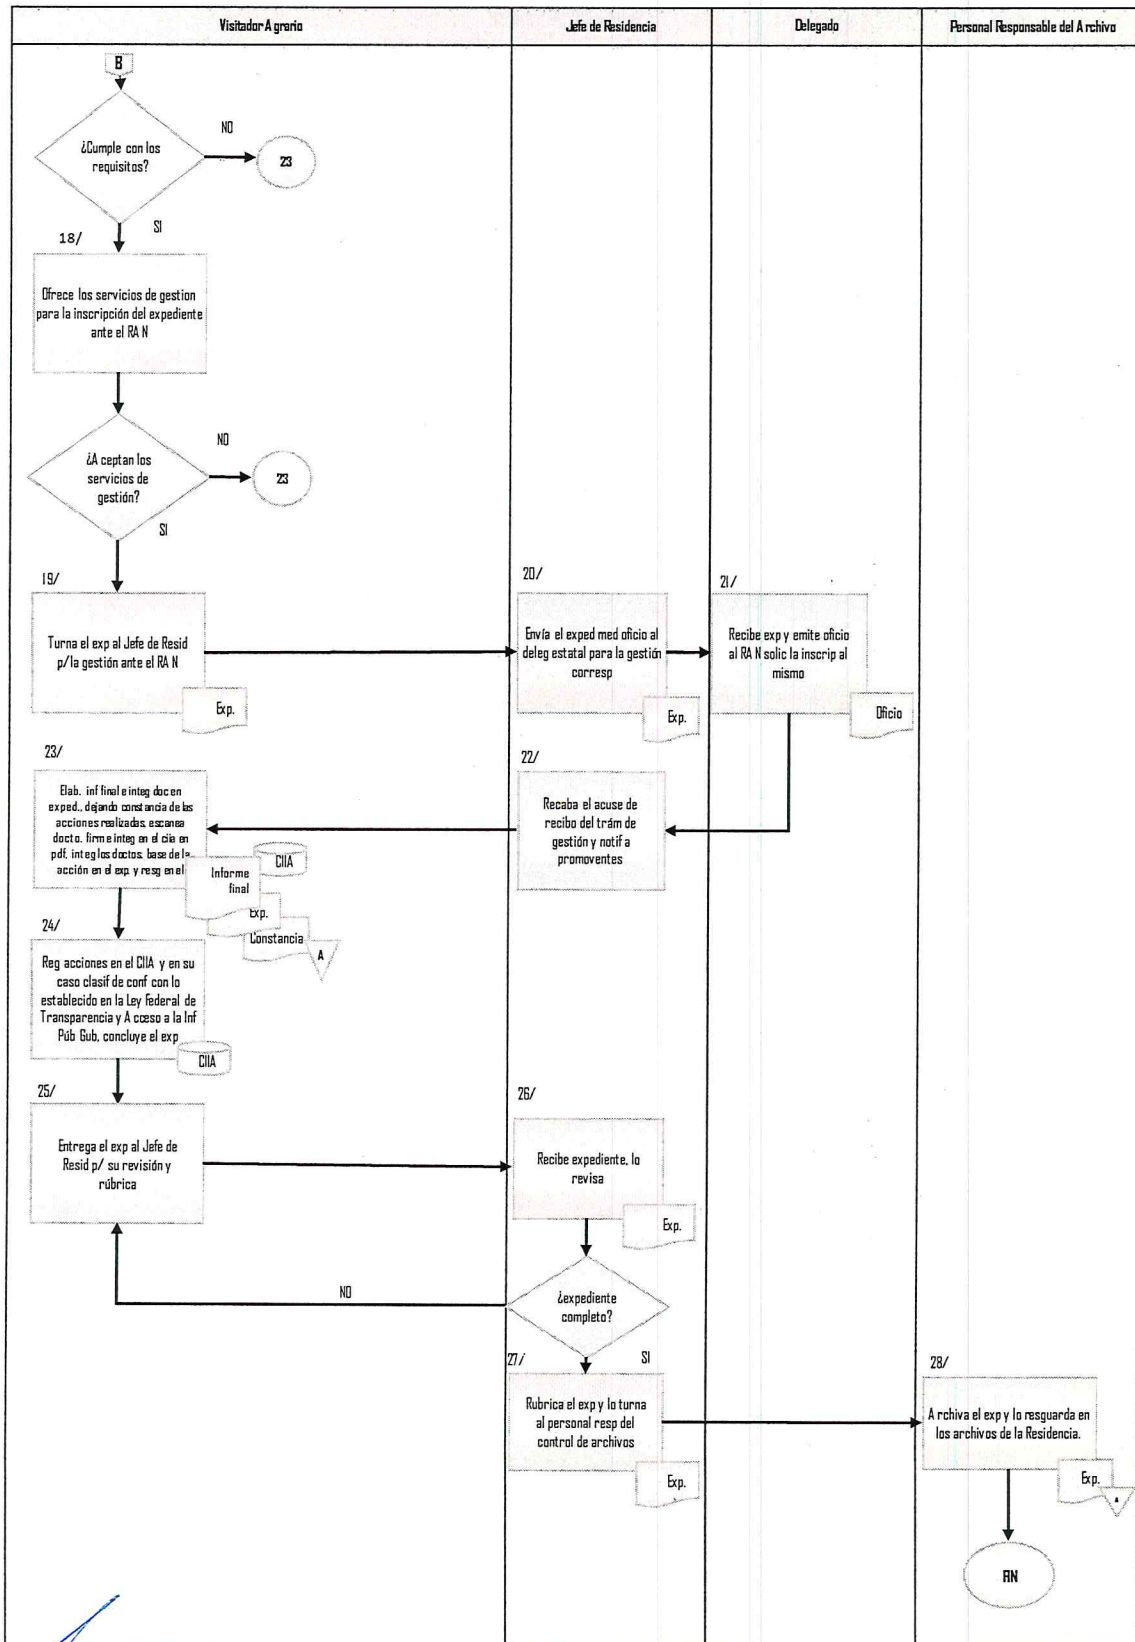 Visitador Agrario
Jefe de Residencia
Delegado
Personal Responsable del Archivo
B
¿Cumple con los
requisitos?
NO
23
SI
18/
Ofrece los servicios de gestion
para la inscripción del expediente
ante el RAN
¿Aceptan los
servicios de
gestión?
NO
23
SI
19/
Turna el exp al Jefe de Resid
p/la gestión ante el RAN
Exp.
20/
Envía el exped med oficio al
deleg estatal para la gestión
corresp
Exp.
21/
Recibe exp y emite oficio
al RAN solic la inscrip al
mismo
Oficio
22/
Recaba el acuse de
recibo del trám de
gestión y notif a
promoventes
23/
Elab. inf final e integ doc en
exped., dejando constancia de las
acciones realizadas, escanea
docto. firm e integ en el ciia en
pdf, integ los doctos. base de la
acción en el exp. y resg en el
CIIA
Informe
final
Exp.
Constancia
A
24/
Reg acciones en el CIIA y en su
caso clasif de conf con lo
establecido en la Ley Federal de
Transparencia y Acceso a la Inf
Púb Gub, concluye el exp
CIIA
25/
Entrega el exp al Jefe de
Resid p/ su revisión y
rúbrica
26/
Recibe expediente, lo
revisa
Exp.
¿expediente
completo?
NO
SI
27/
Rubrica el exp y lo turna
al personal resp del
control de archivos
Exp.
28/
Archiva el exp y lo resguarda en
los archivos de la Residencia.
Exp.